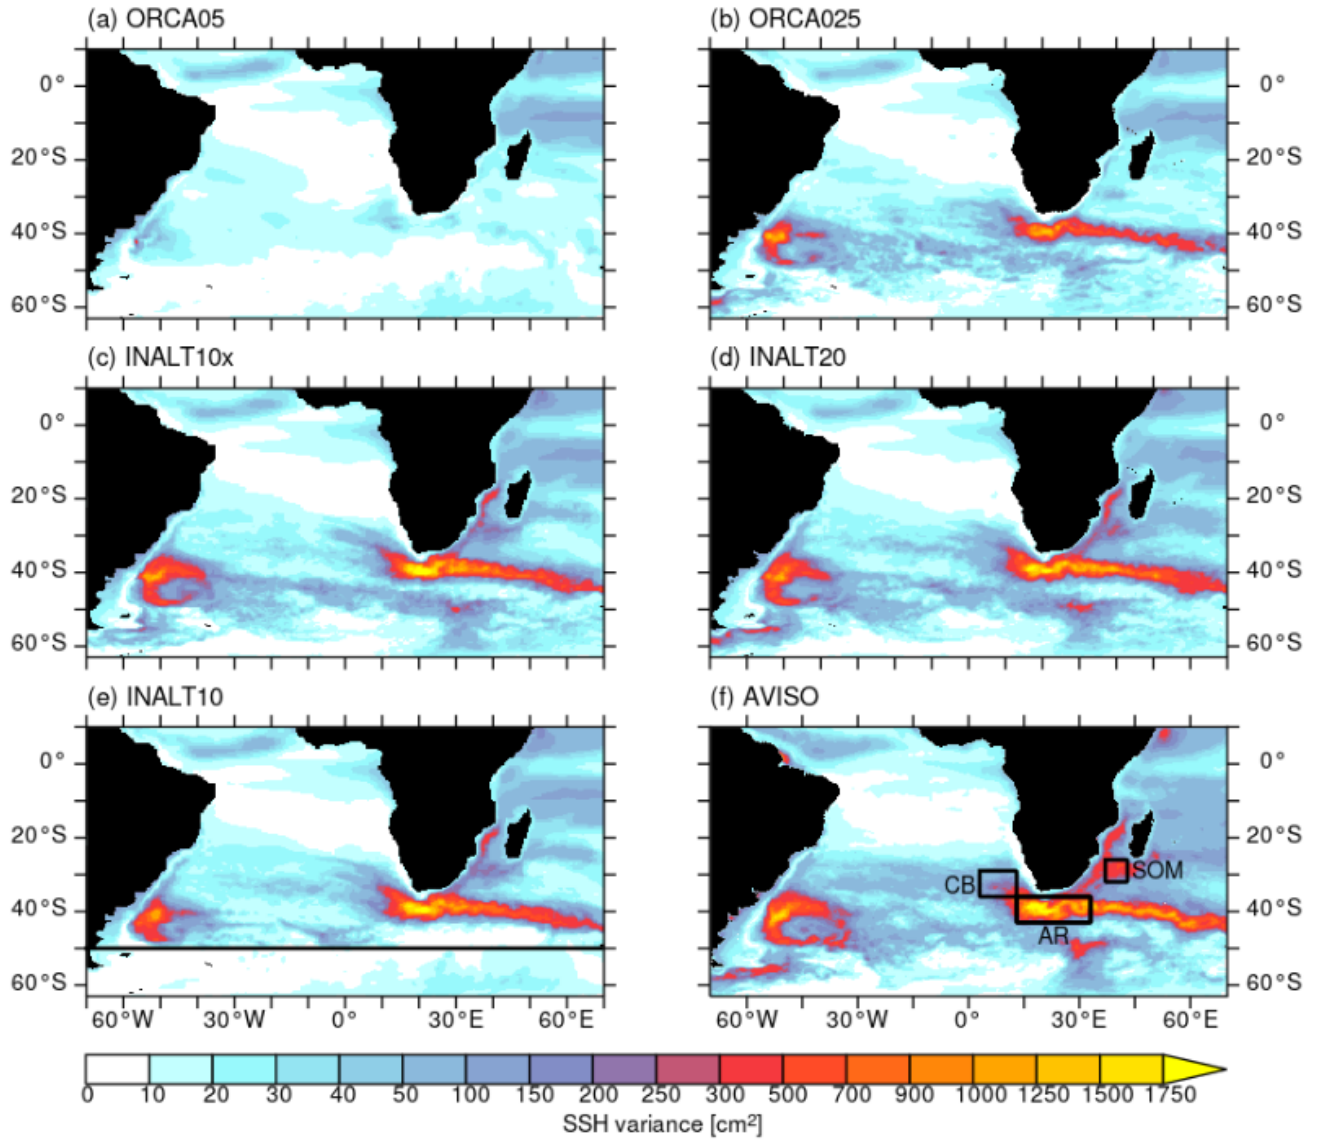 (a) ORCA05
(b) ORCA025
0°
20°S
40°S
60°S
0°
20°S
40°S
60°S
(c) INALT10x
(d) INALT20
0°
20°S
40°S
60°S
0°
20°S
40°S
60°S
(e) INALT10
(f) AVISO
0°
20°S
40°S
60°S
CB
SOM
AR
0°
20°S
40°S
60°S
60°W 30°W 0° 30°E 60°E
60°W 30°W 0° 30°E 60°E
0 10 20 30 40 50 100 150 200 250 300 500 700 900 1000 1250 1500 1750
SSH variance [cm²]